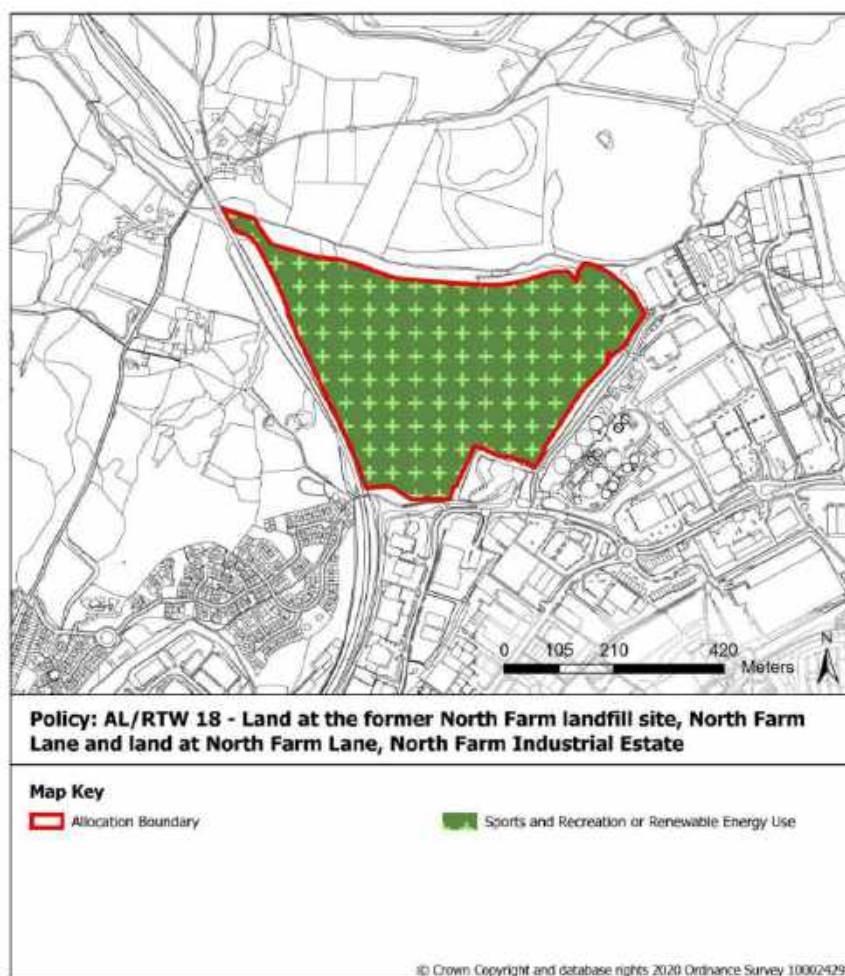 N
0 105 210 420
Meters
Policy: AL/RTW 18 - Land at the former North Farm landfill site, North Farm
Lane and land at North Farm Lane, North Farm Industrial Estate
Map Key
Allocation Boundary
Sports and Recreation or Renewable Energy Use
© Crown Copyright and database rights 2020 Ordnance Survey 10002429